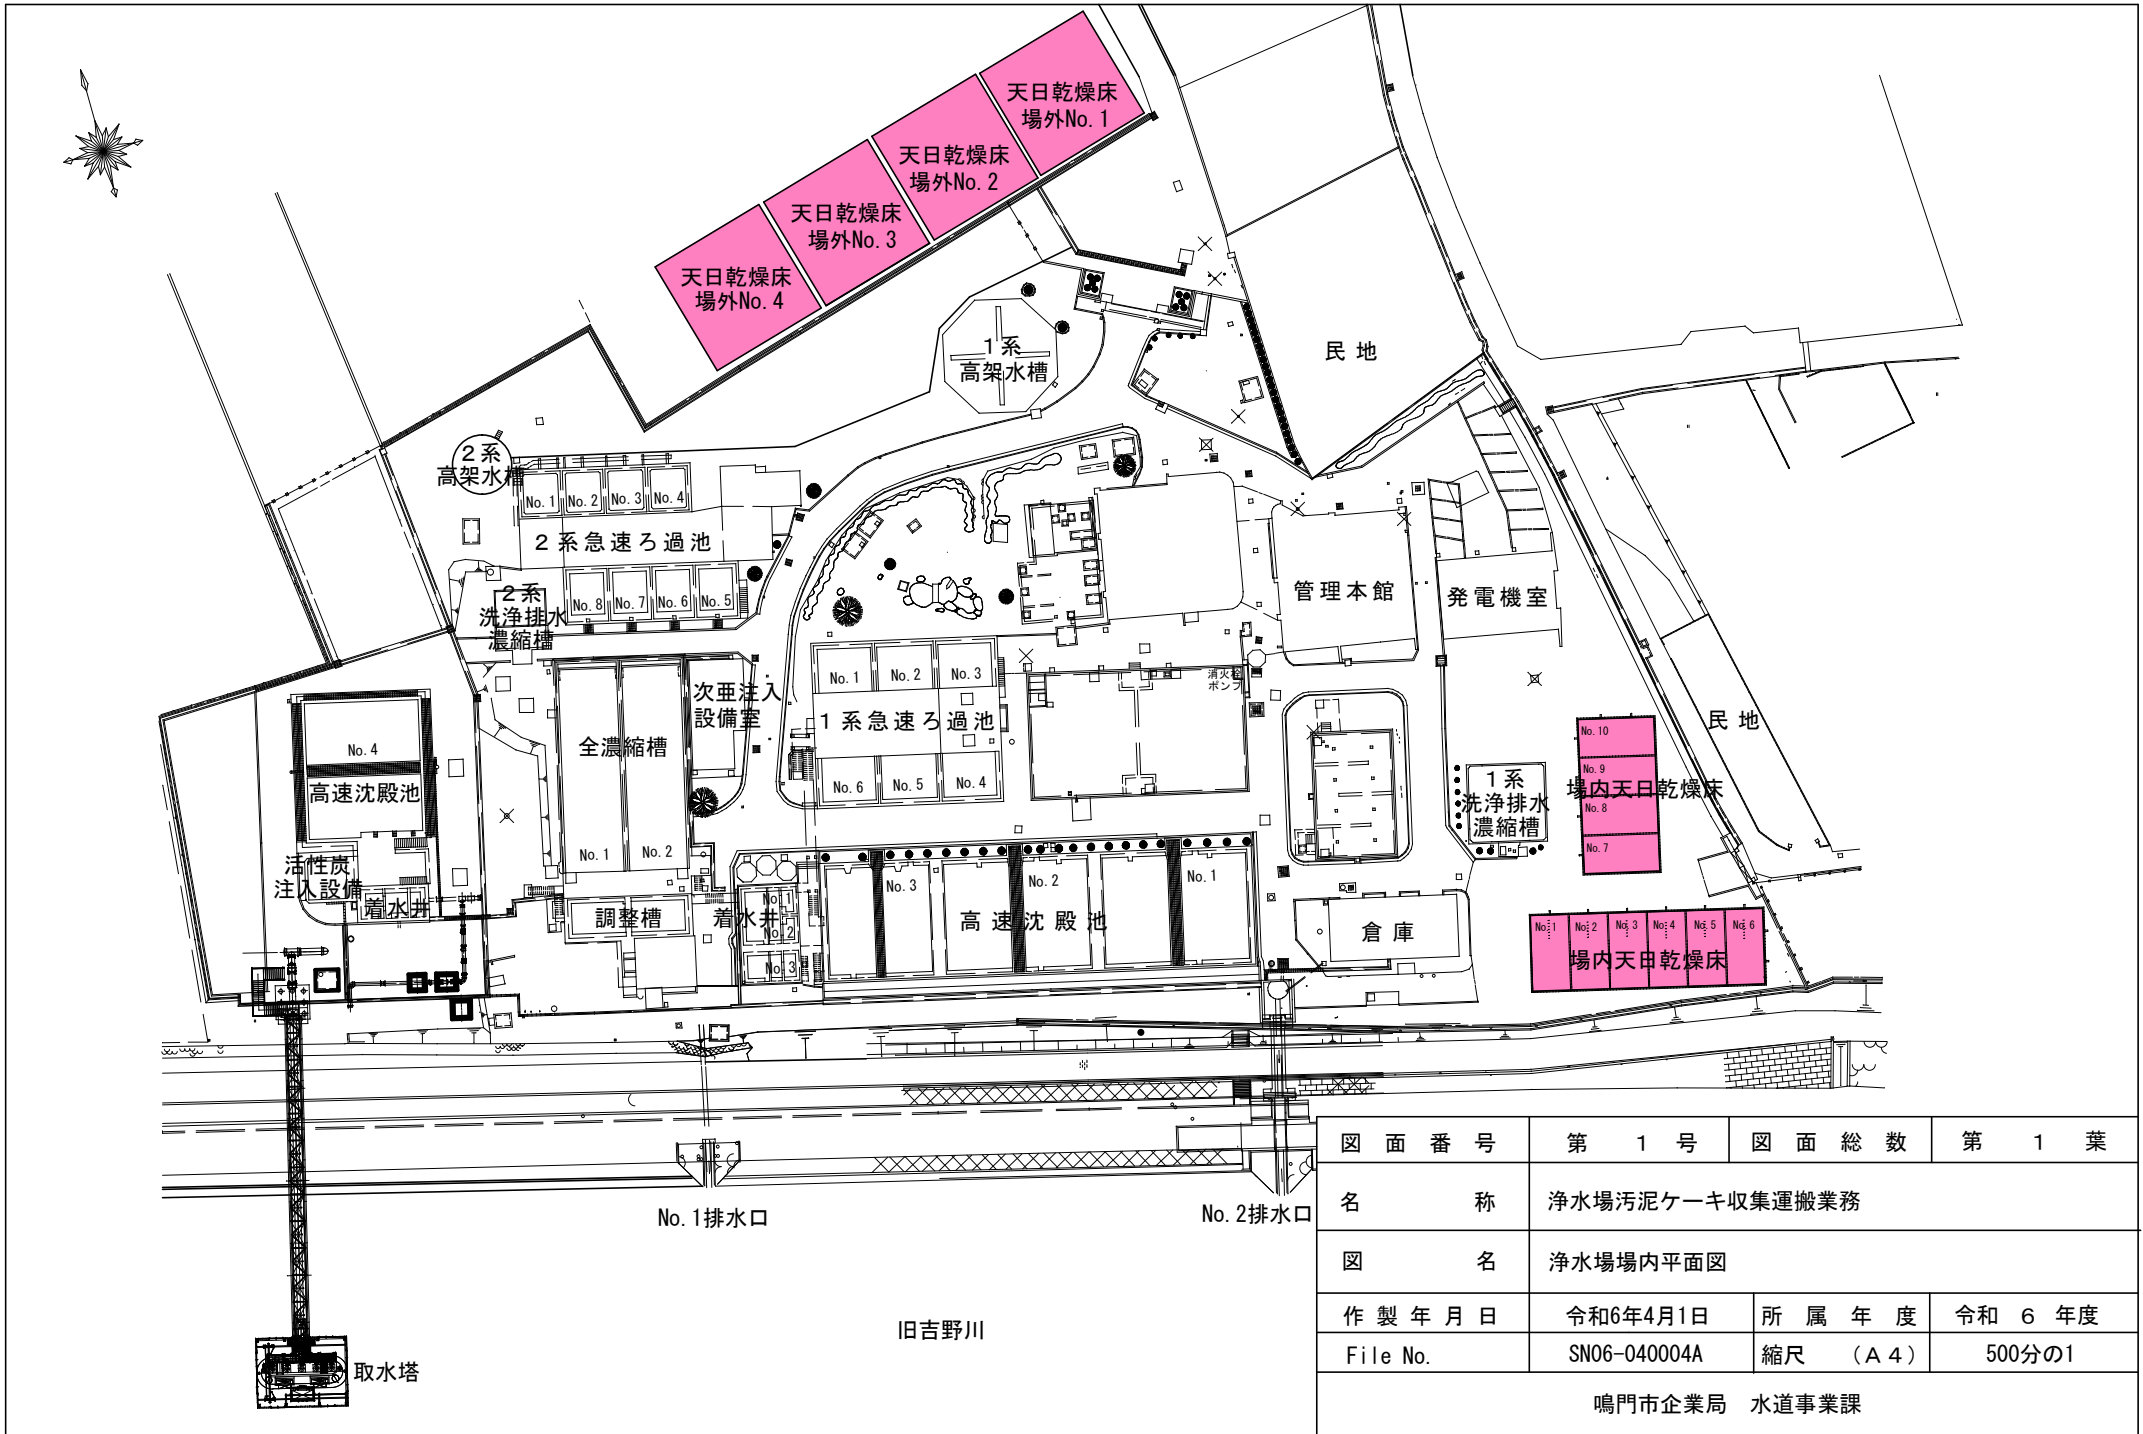 天日乾燥床
場外No.1
天日乾燥床
場外No.2
天日乾燥床
場外No.3
天日乾燥床
場外No.4
1系
高架水槽
民地
2系
高架水槽
No.1 No.2 No.3 No.4
2系急速ろ過池
No.8 No.7 No.6 No.5
2系
洗浄排水
濃縮槽
管理本館
発電機室
No.1 No.2 No.3
1系急速ろ過池
No.6 No.5 No.4
消火栓
ポンプ
次亜注入
設備室
全濃縮槽
No.1 No.2
No.4
高速沈殿池
活性炭
注入設備
着水井
調整槽
着水井
No.1
No.2
No.3
No.3 No.2 No.1
高速沈殿池
倉庫
1系
洗浄排水
濃縮槽
民地
No.10
No.9
場内天日乾燥床
No.8
No.7
No.1 No.2 No.3 No.4 No.5 No.6
場内天日乾燥床
No.1排水口
No.2排水口
旧吉野川
取水塔
図面番号 第1号 図面総数 第1葉
名称 浄水場汚泥ケーキ収集運搬業務
図名 浄水場場内平面図
作製年月日 令和6年4月1日 所属年度 令和6年度
File No. SN06-040004A 縮尺(A4) 500分の1
鳴門市企業局 水道事業課